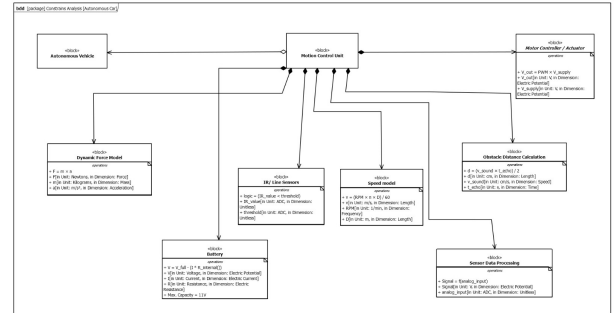 bdd [package] Constrains Analysis [Autonomous Car]
«block»
Autonomous Vehicle
«block»
Motion Control Unit
«block»
Motor Controller / Actuator
operations
+ V_out = PWM × V_supply
+ V_out[in Unit: V, in Dimension:
Electric Potential]
+ V_supply[in Unit: V, in Dimension:
Electric Potential]
«block»
Dynamic Force Model
operations
+ F = m × a
+ F[in Unit: Newtons, in Dimension: Force]
+ m[in Unit: Kilograms, in Dimension: Mass]
+ a[in Unit: m/s², in Dimension: Acceleration]
«block»
IR/ Line Sensors
operations
+ logic = (IR_value < threshold)
+ IR_value[in Unit: ADC, in Dimension:
Unitless]
+ threshold[in Unit: ADC, in Dimension:
Unitless]
«block»
Speed model
operations
+ v = (RPM × π × D) / 60
+ v[in Unit: m/s, in Dimension: Length]
+ RPM[in Unit: 1/min, in Dimension:
Frequency]
+ D[in Unit: m, in Dimension: Length]
«block»
Obstacle Distance Calculation
operations
+ d = (v_sound × t_echo) / 2
+ d[in Unit: cm, in Dimension: Length]
+ v_sound[in Unit: cm/s, in Dimension: Speed]
+ t_echo[in Unit: s, in Dimension: Time]
«block»
Battery
operations
+ V = V_full - (I * R_internal)]
+ V[in Unit: Voltage, in Dimension: Electric Potential]
+ I[in Unit: Current, in Dimension: Electric Current]
+ R[in Unit: Resistance, in Dimension: Electric
Resistance]
+ Max. Capacity = 11V
«block»
Sensor Data Processing
operations
+ Signal = f(analog_input)
+ Signal[in Unit: V, in Dimension: Electric Potential]
+ analog_input[in Unit: ADC, in Dimension: Unitless]